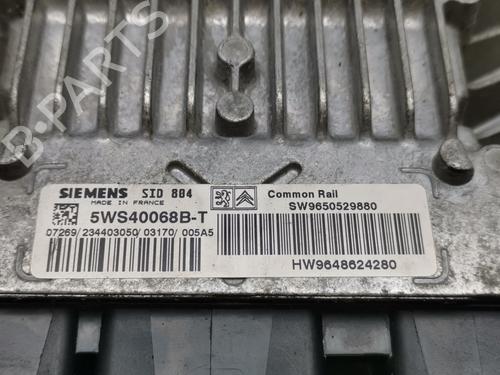 B-PARTS
SIEMENS SID 804
MADE IN FRANCE
Common Rail
5WS40068B-T
SW9650529880
07269/234403050/03170/005A5
HW9648624280